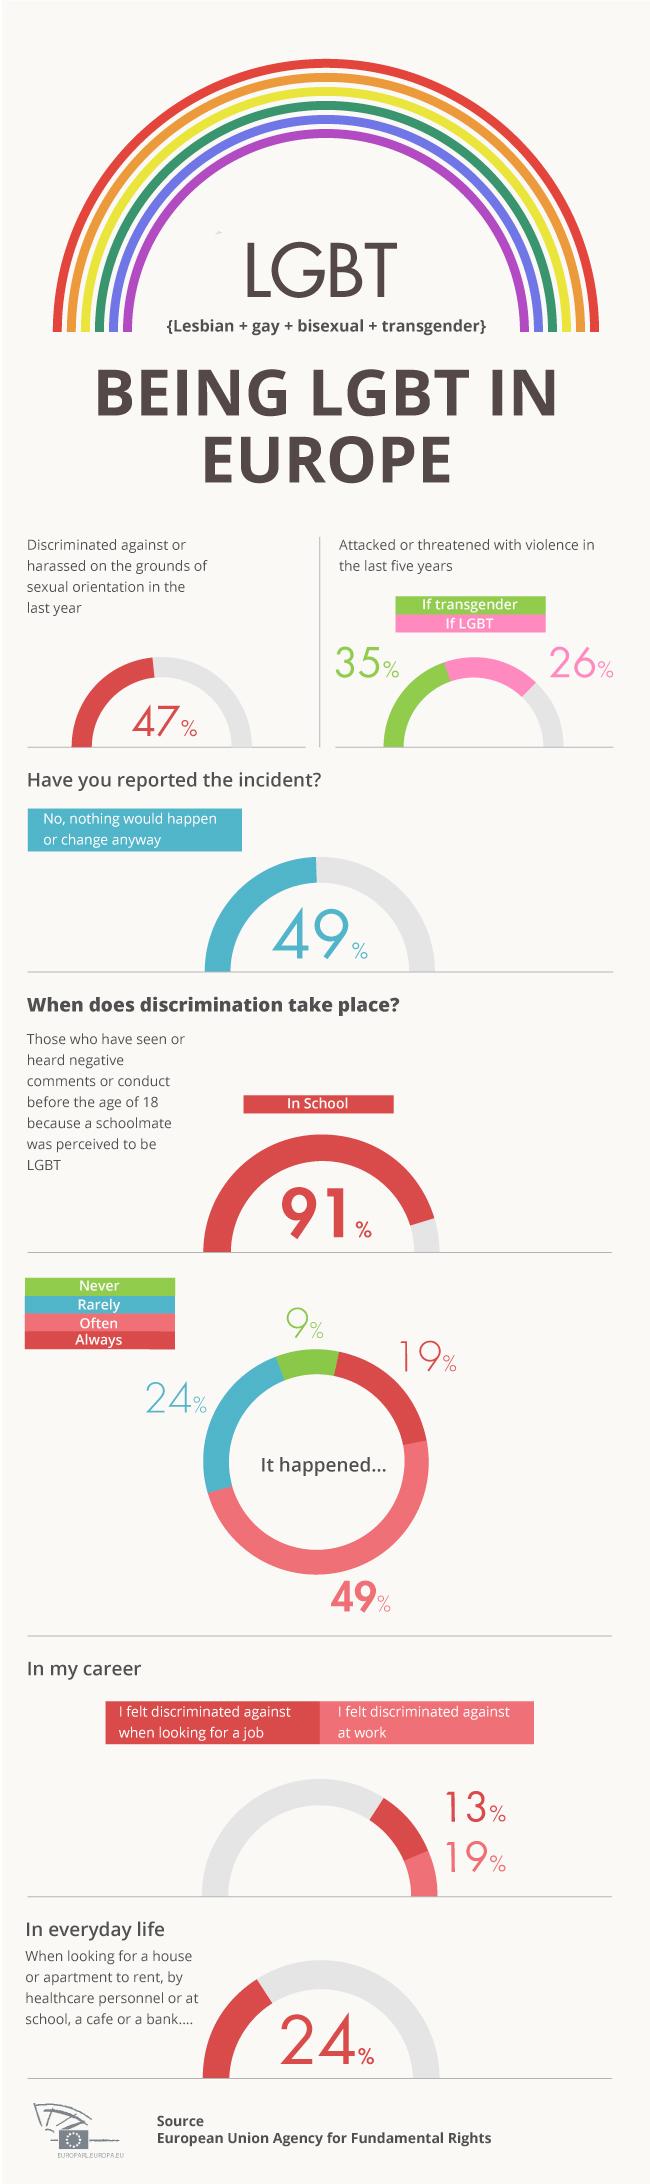 LGBT
{Lesbian + gay + bisexual + transgender}
BEING LGBT IN
EUROPE
Discriminated against or
harassed on the grounds of
sexual orientation in the
last year
47%
Attacked or threatened with violence in
the last five years
If transgender
If LGBT
35%
26%
Have you reported the incident?
No, nothing would happen
or change anyway
49%
When does discrimination take place?
Those who have seen or
heard negative
comments or conduct
before the age of 18
because a schoolmate
was perceived to be
LGBT
In School
91%
Never
Rarely
Often
Always
9%
19%
24%
It happened...
49%
In my career
I felt discriminated against
when looking for a job
I felt discriminated against
at work
13%
19%
In everyday life
When looking for a house
or apartment to rent, by
healthcare personnel or at
school, a cafe or a bank....
24%
EUROPARL.EUROPA.EU
Source
European Union Agency for Fundamental Rights